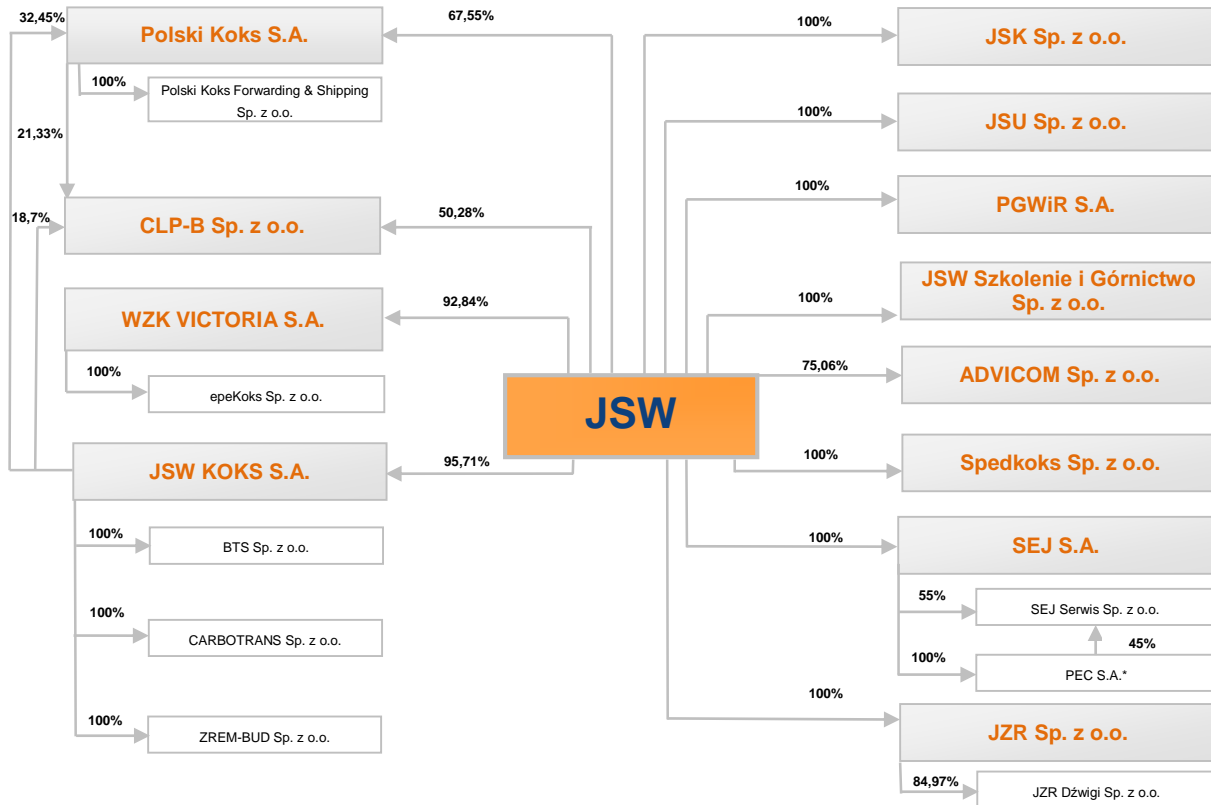 32,45%
67,55%
100%
Polski Koks S.A.
JSK Sp. z o.o.
100%
Polski Koks Forwarding & Shipping
Sp. z o.o.
21,33%
100%
JSU Sp. z o.o.
100%
PGWiR S.A.
18,7%
50,28%
CLP-B Sp. z o.o.
JSW Szkolenie i Górnictwo
Sp. z o.o.
100%
92,84%
WZK VICTORIA S.A.
100%
epeKoks Sp. z o.o.
75,06%
ADVICOM Sp. z o.o.
JSW
95,71%
JSW KOKS S.A.
100%
Spedkoks Sp. z o.o.
100%
BTS Sp. z o.o.
100%
SEJ S.A.
55%
SEJ Serwis Sp. z o.o.
100%
CARBOTRANS Sp. z o.o.
45%
100%
PEC S.A.*
100%
ZREM-BUD Sp. z o.o.
100%
JZR Sp. z o.o.
84,97%
JZR Dźwigi Sp. z o.o.